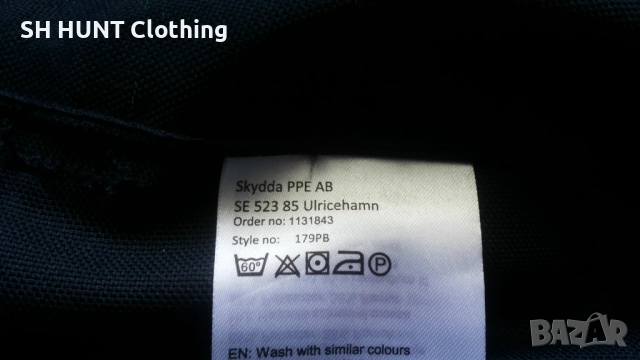 SH HUNT Clothing
Skydda PPE AB
SE 523 85 Ulricehamn
Order no: 1131843
Style no: 179PB
60°
P
EN: Wash with similar colours
BAZAR